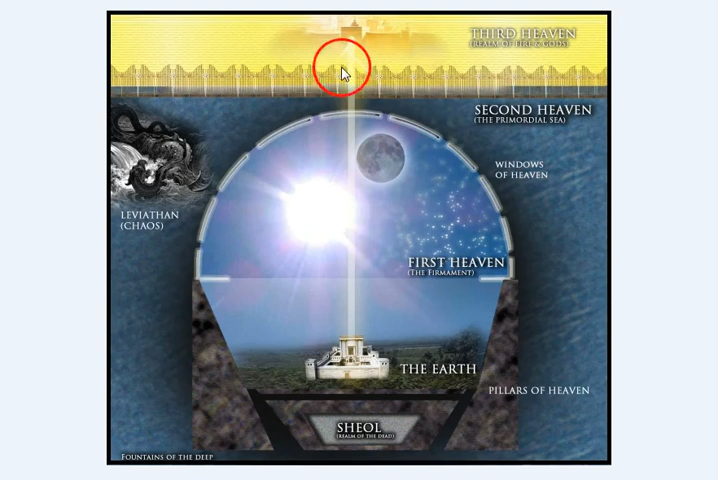 THIRD HEAVEN
(REALM OF FIRE & GODS)
SECOND HEAVEN
(THE PRIMORDIAL SEA)
WINDOWS
OF HEAVEN
LEVIATHAN
(CHAOS)
FIRST HEAVEN
(THE FIRMAMENT)
THE EARTH
PILLARS OF HEAVEN
SHEOL
(REALM OF THE DEAD)
FOUNTAINS OF THE DEEP